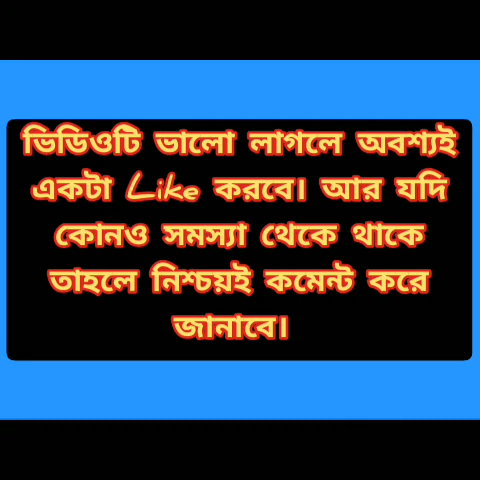 ভিডিওটি ভালো লাগলে অবশ্যই
একটা Like করবে। আর যদি
কোনও সমস্যা থেকে থাকে
তাহলে নিশ্চয়ই কমেন্ট করে
জানাবে।